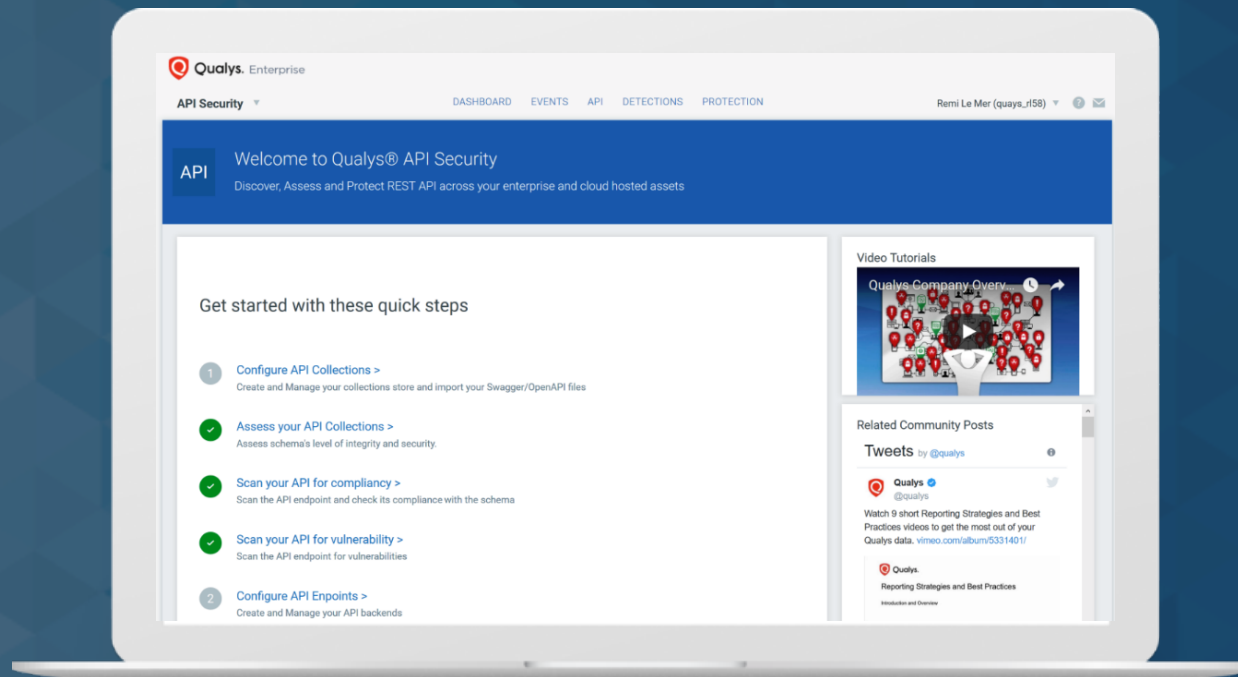 Qualys. Enterprise
API Security
DASHBOARD EVENTS API DETECTIONS PROTECTION
Remi Le Mer (quays_rl58)
API
Welcome to Qualys® API Security
Discover, Assess and Protect REST API across your enterprise and cloud hosted assets
Get started with these quick steps
1
Configure API Collections >
Create and Manage your collections store and import your Swagger/OpenAPI files
Assess your API Collections >
Assess schema's level of integrity and security.
Scan your API for compliancy >
Scan the API endpoint and check its compliance with the schema
Scan your API for vulnerability >
Scan the API endpoint for vulnerabilities
2
Configure API Enpoints >
Create and Manage your API backends
Video Tutorials
Qualys Company Overv...
Related Community Posts
Tweets by @qualys
Qualys
@qualys
Watch 9 short Reporting Strategies and Best
Practices videos to get the most out of your
Qualys data. vimeo.com/album/5331401/
Qualys.
Reporting Strategies and Best Practices
Introduction and Overview